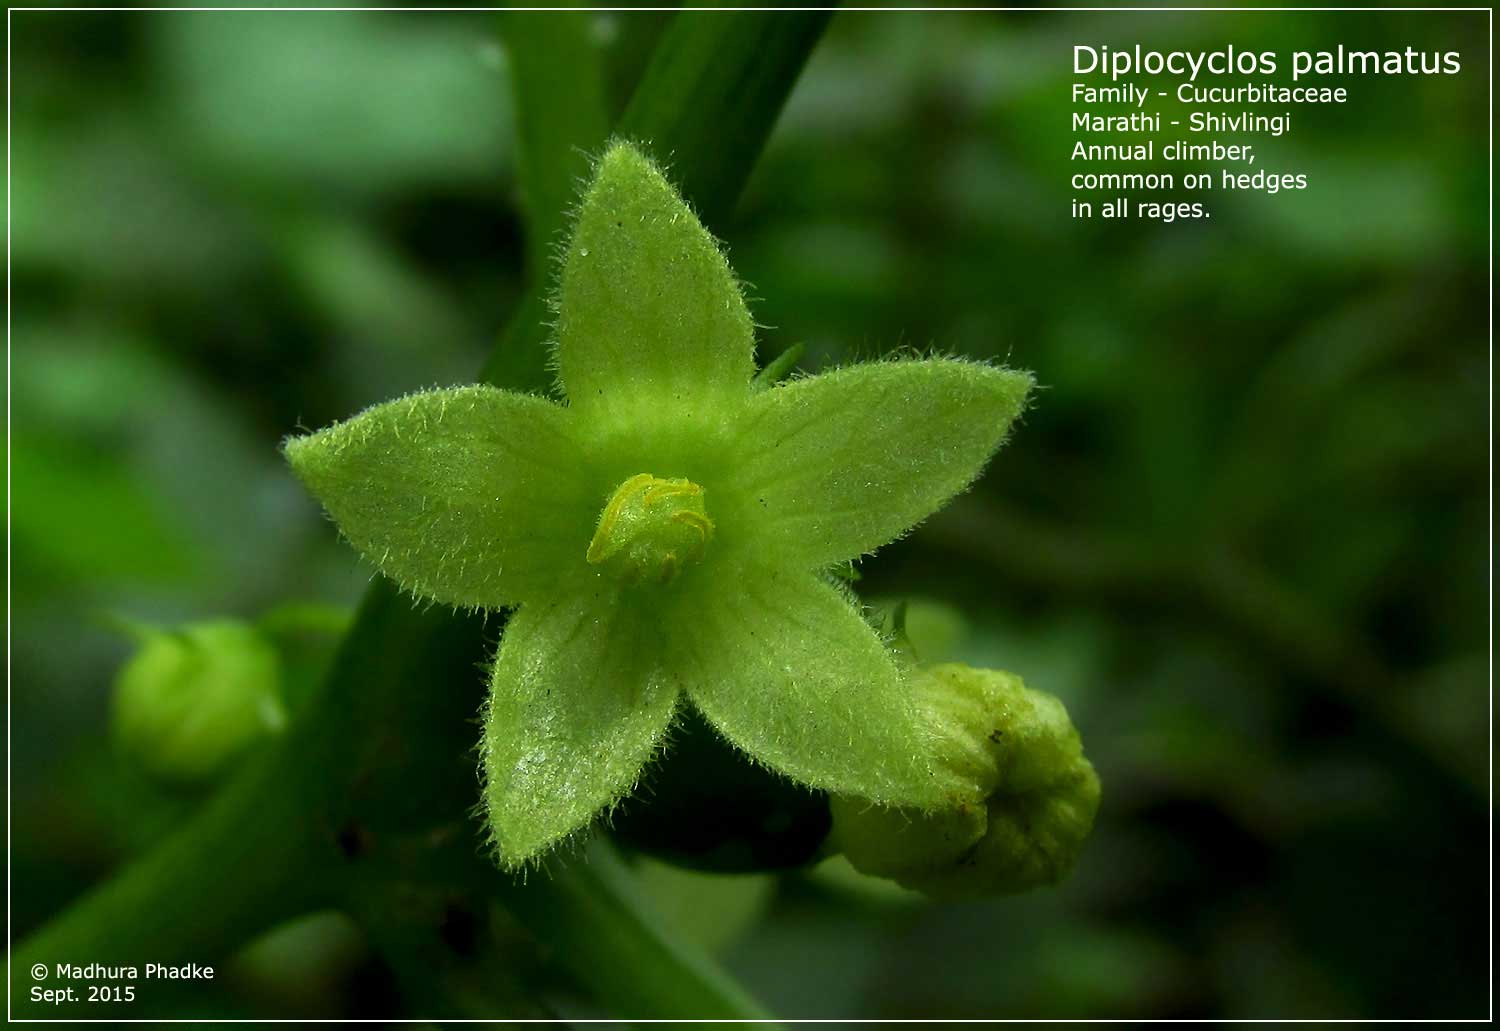 Diplocyclos palmatus
Family - Cucurbitaceae
Marathi - Shivlingi
Annual climber,
common on hedges
in all rages.
© Madhura Phadke
Sept. 2015